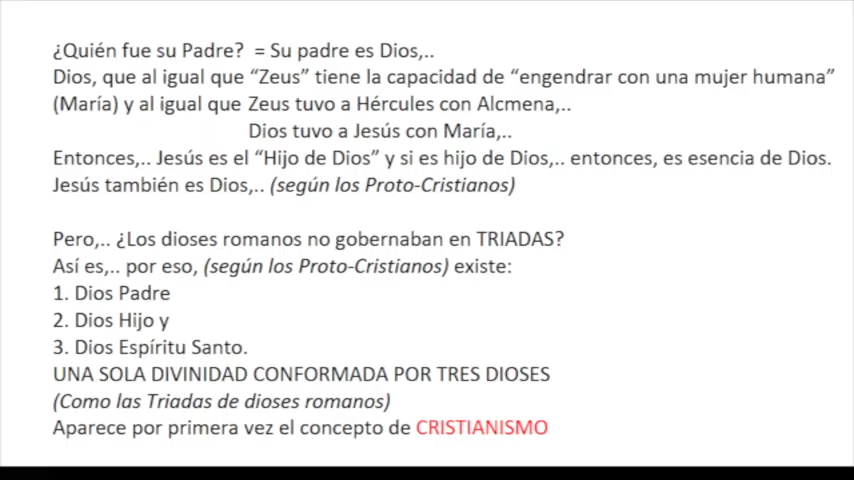 ¿Quién fue su Padre? = Su padre es Dios,..
Dios, que al igual que “Zeus” tiene la capacidad de “engendrar con una mujer humana”
(María) y al igual que Zeus tuvo a Hércules con Alcmena,..
Dios tuvo a Jesús con María,..
Entonces,.. Jesús es el “Hijo de Dios” y si es hijo de Dios,.. entonces, es esencia de Dios.
Jesús también es Dios,.. (según los Proto-Cristianos)
Pero,.. ¿Los dioses romanos no gobernaban en TRIADAS?
Así es,.. por eso, (según los Proto-Cristianos) existe:
1. Dios Padre
2. Dios Hijo y
3. Dios Espíritu Santo.
UNA SOLA DIVINIDAD CONFORMADA POR TRES DIOSES
(Como las Triadas de dioses romanos)
Aparece por primera vez el concepto de CRISTIANISMO